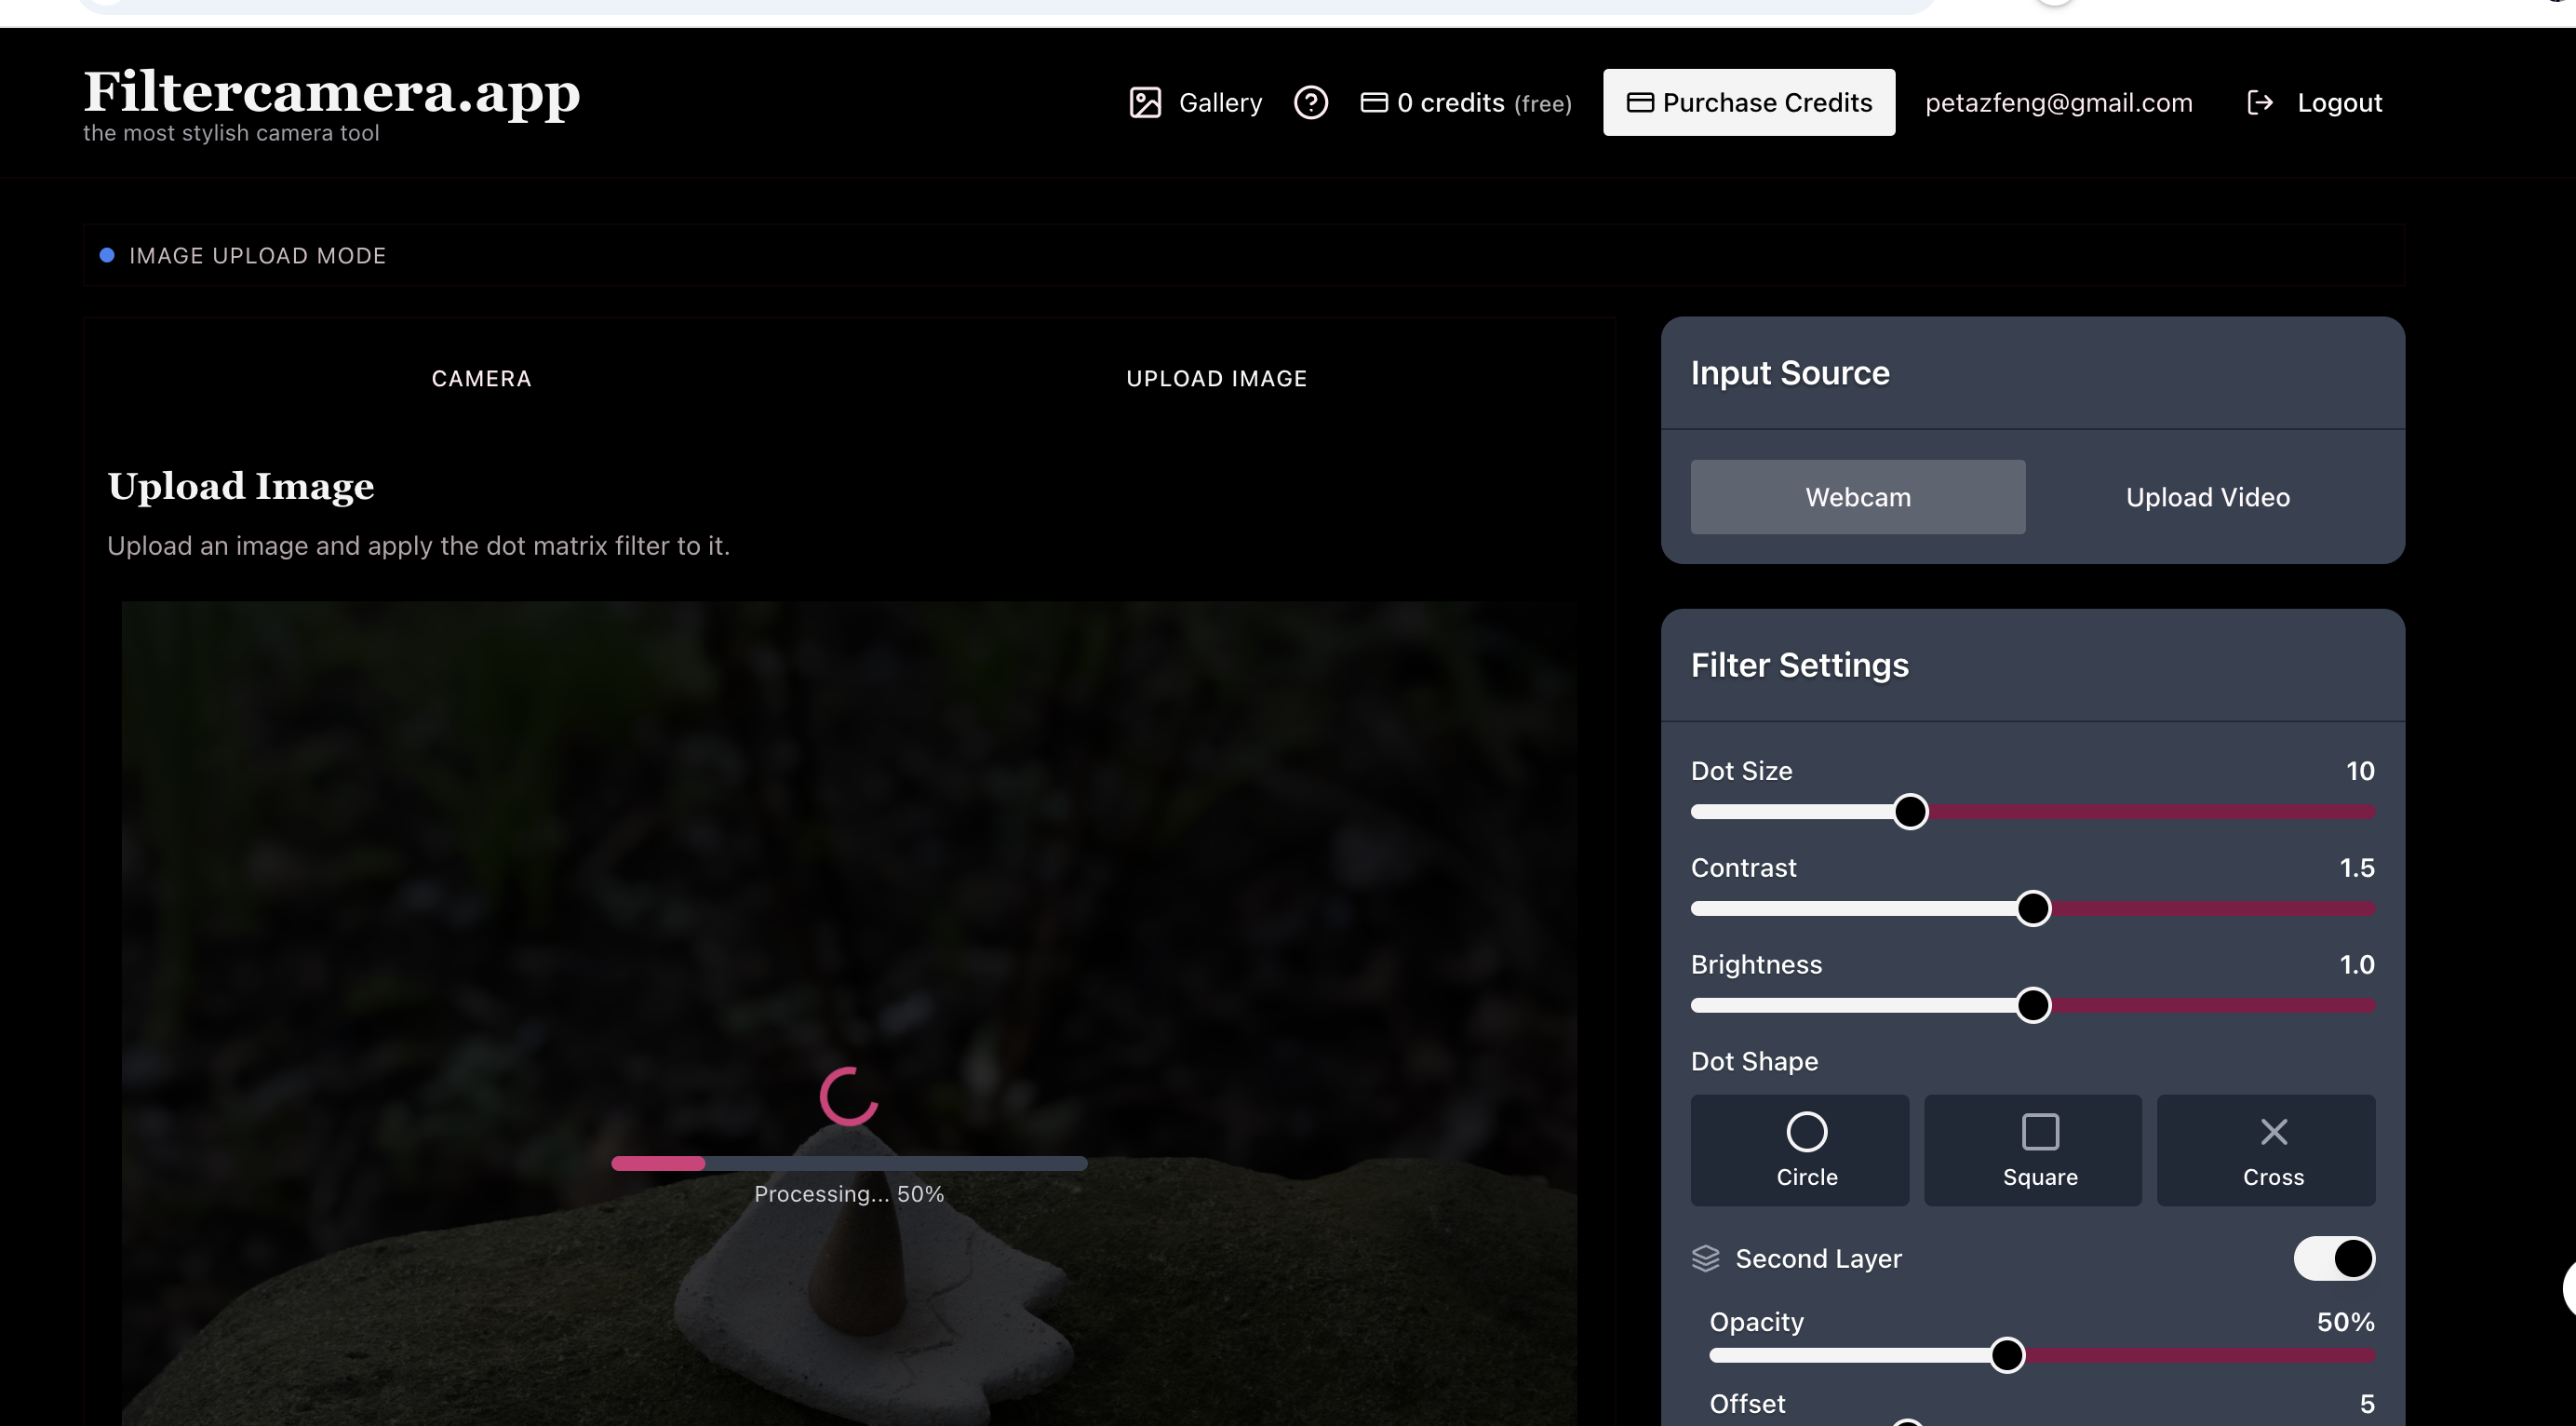 Filtercamera.app
the most stylish camera tool
Gallery
0 credits (free)
Purchase Credits
petazfeng@gmail.com
Logout
IMAGE UPLOAD MODE
CAMERA
UPLOAD IMAGE
Upload Image
Upload an image and apply the dot matrix filter to it.
Processing... 50%
Input Source
Webcam
Upload Video
Filter Settings
Dot Size 10
Contrast 1.5
Brightness 1.0
Dot Shape
Circle
Square
Cross
Second Layer
Opacity 50%
Offset 5